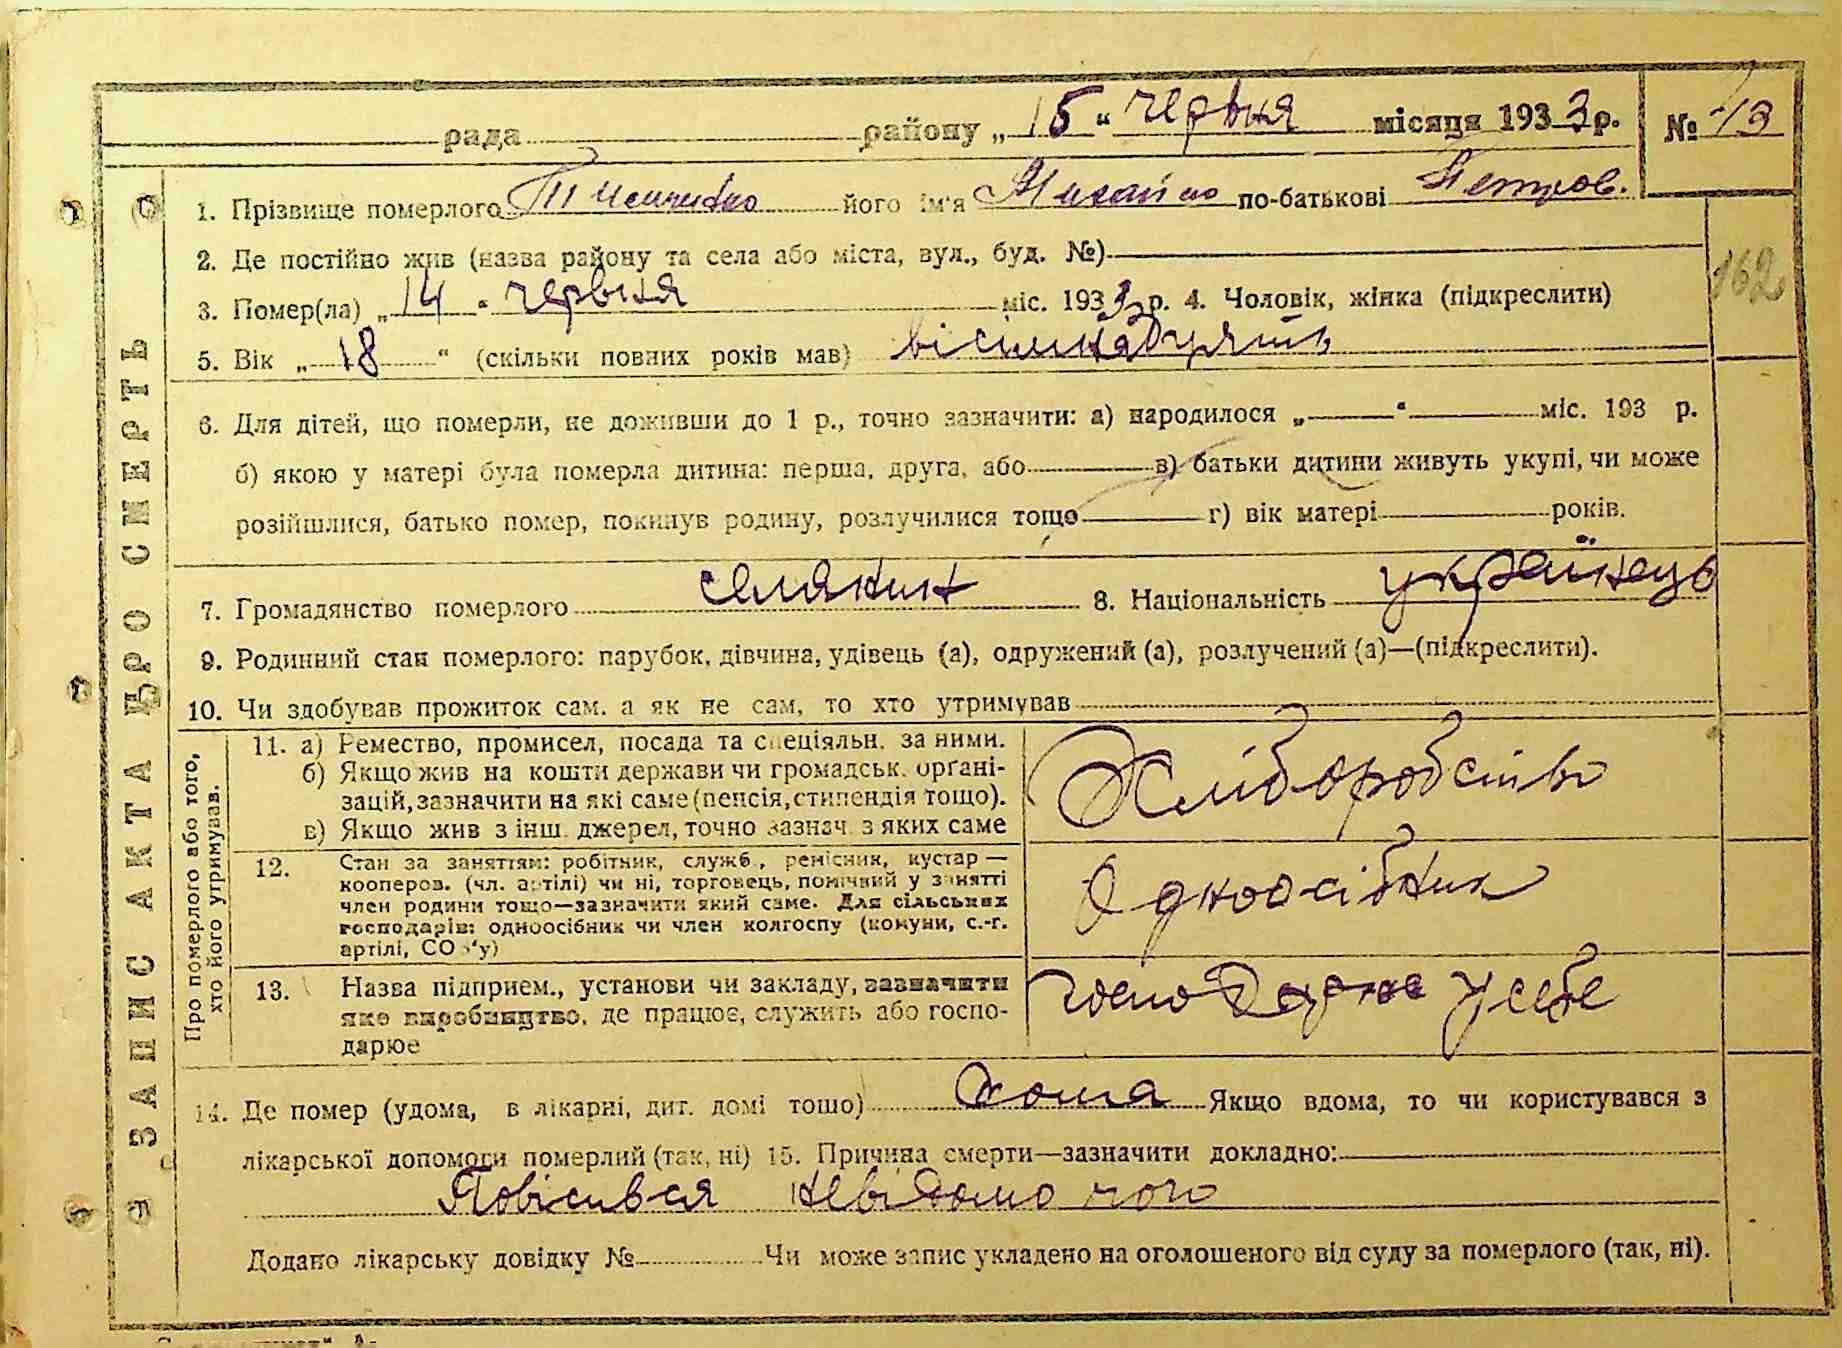 рада району „15“ червня місяця 1933 р. № 73
1. Прізвище померлого його ім'я Михайло по-батькові Петров.
2. Де постійно жив (назва району та села або міста, вул., буд. №)
162
3. Помер(ла) „14“ червня міс. 1933 р. 4. Чоловік, жінка (підкреслити)
5. Вік „18“ (скільки повних років мав) вісімнадцять
6. Для дітей, що померли, не доживши до 1 р., точно зазначити: а) народилося „ “ міс. 193 р.
б) якою у матері була померла дитина: перша, друга, або в) батьки дитини живуть укупі, чи може
розійшлися, батько помер, покинув родину, розлучилися тощо г) вік матері років.
7. Громадянство померлого селянин 8. Національність українець
9. Родинний стан померлого: парубок, дівчина, удівець (а), одружений (а), розлучений (а)—(підкреслити).
10. Чи здобував прожиток сам, а як не сам, то хто утримував
Про померлого або того,
хто його утримував.
11. а) Ремество, промисел, посада та спеціяльн. за ними.
б) Якщо жив на кошти держави чи громадськ. органі-
зацій, зазначити на які саме (пенсія, стипендія тощо).
в) Якщо жив з інш. джерел, точно зазнач. з яких саме
Хліборобство
12. Стан за заняттям: робітник, служб., ремісник, кустар —
кооперов. (чл. артілі) чи ні, торговець, помічний у занятті
член родини тощо—зазначити який саме. Для сільських
господарів: одноосібник чи член колгоспу (комуни, с.-г.
артілі, СО у)
Одноосібник
13. Назва підприєм., установи чи закладу, зазначити
яке виробництво, де працює, служить або госпо-
дарює
господарює у себе
14. Де помер (удома, в лікарні, дит. домі тощо) дома Якщо вдома, то чи користувався з
лікарської допомоги померлий (так, ні) 15. Причина смерти—зазначити докладно:
Повісився невідомо чого
Додано лікарську довідку № Чи може запис укладено на оголошеного від суду за померлого (так, ні).
ЗАПИС АКТА ПРО СМЕРТЬ